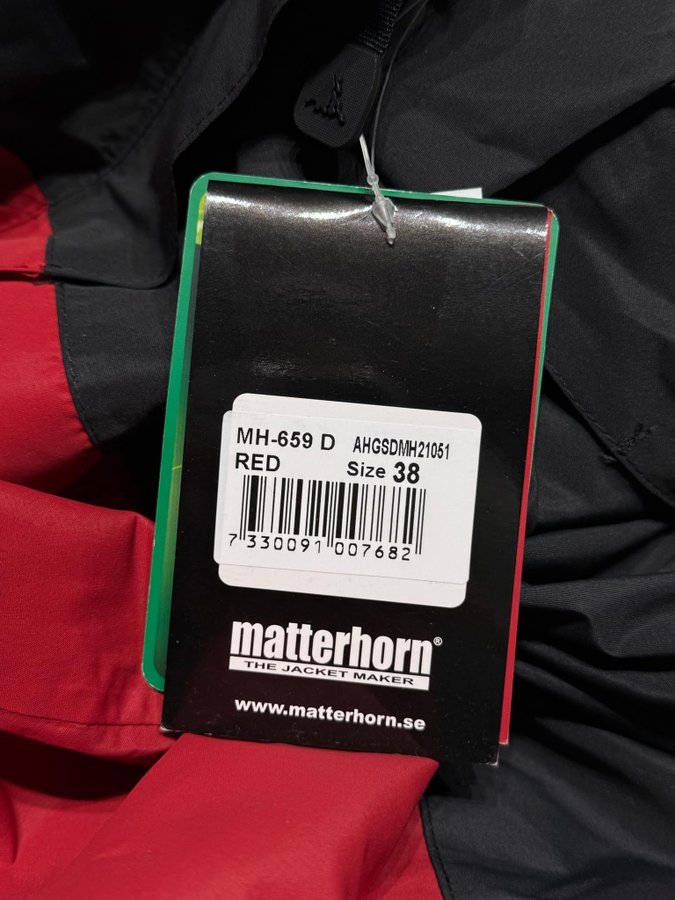 MH-659 D AHGSDMH21051
RED Size 38
7 330091 007682
matterhorn®
THE JACKET MAKER
www.matterhorn.se